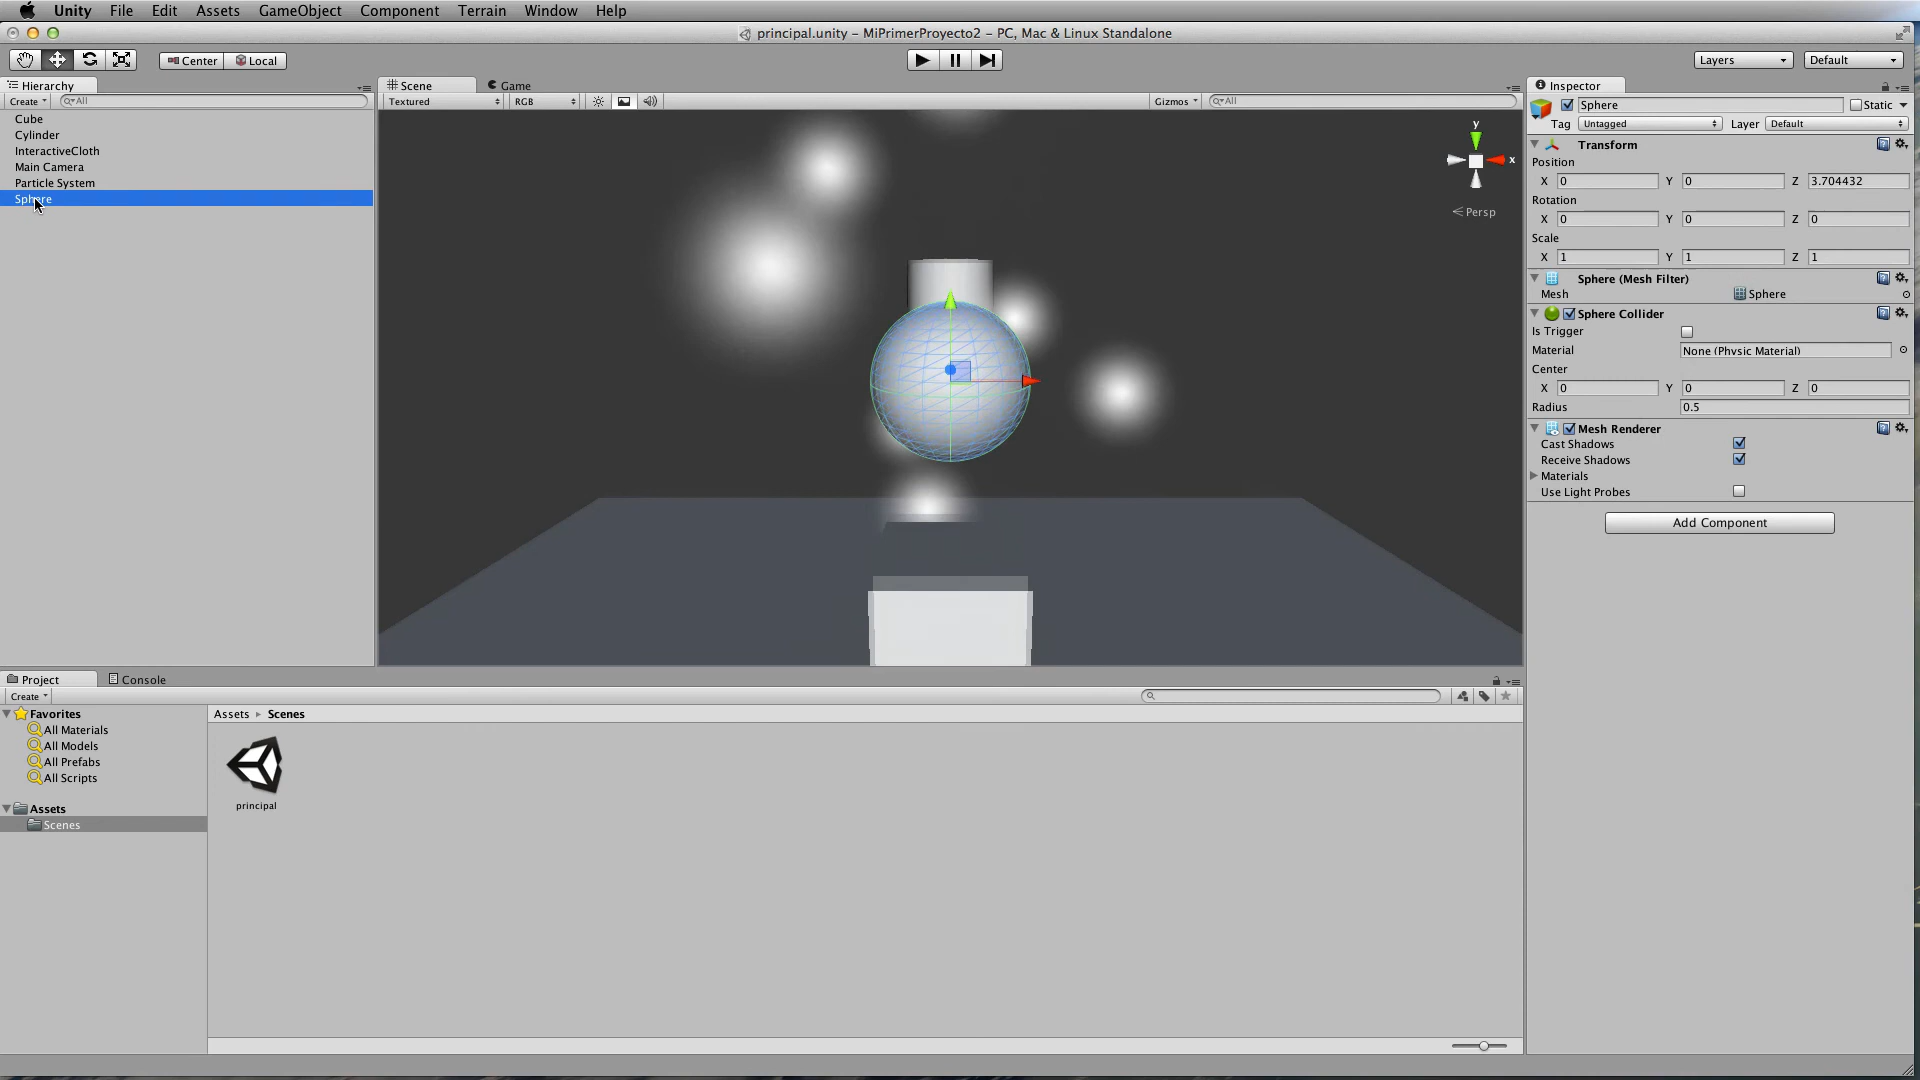 Unity File Edit Assets GameObject Component Terrain Window Help
principal.unity – MiPrimerProyecto2 – PC, Mac & Linux Standalone
Center Local
Layers Default
Hierarchy
Create All
Cube
Cylinder
InteractiveCloth
Main Camera
Particle System
Sphere
Scene Game
Textured RGB Gizmos All
y
x
Persp
Inspector
Sphere Static
Tag Untagged Layer Default
Transform
Position
X 0 Y 0 Z 3.704432
Rotation
X 0 Y 0 Z 0
Scale
X 1 Y 1 Z 1
Sphere (Mesh Filter)
Mesh Sphere
Sphere Collider
Is Trigger
Material None (Physic Material)
Center
X 0 Y 0 Z 0
Radius 0.5
Mesh Renderer
Cast Shadows
Receive Shadows
Materials
Use Light Probes
Add Component
Project Console
Create
Favorites
All Materials
All Models
All Prefabs
All Scripts
Assets
Scenes
Assets Scenes
principal